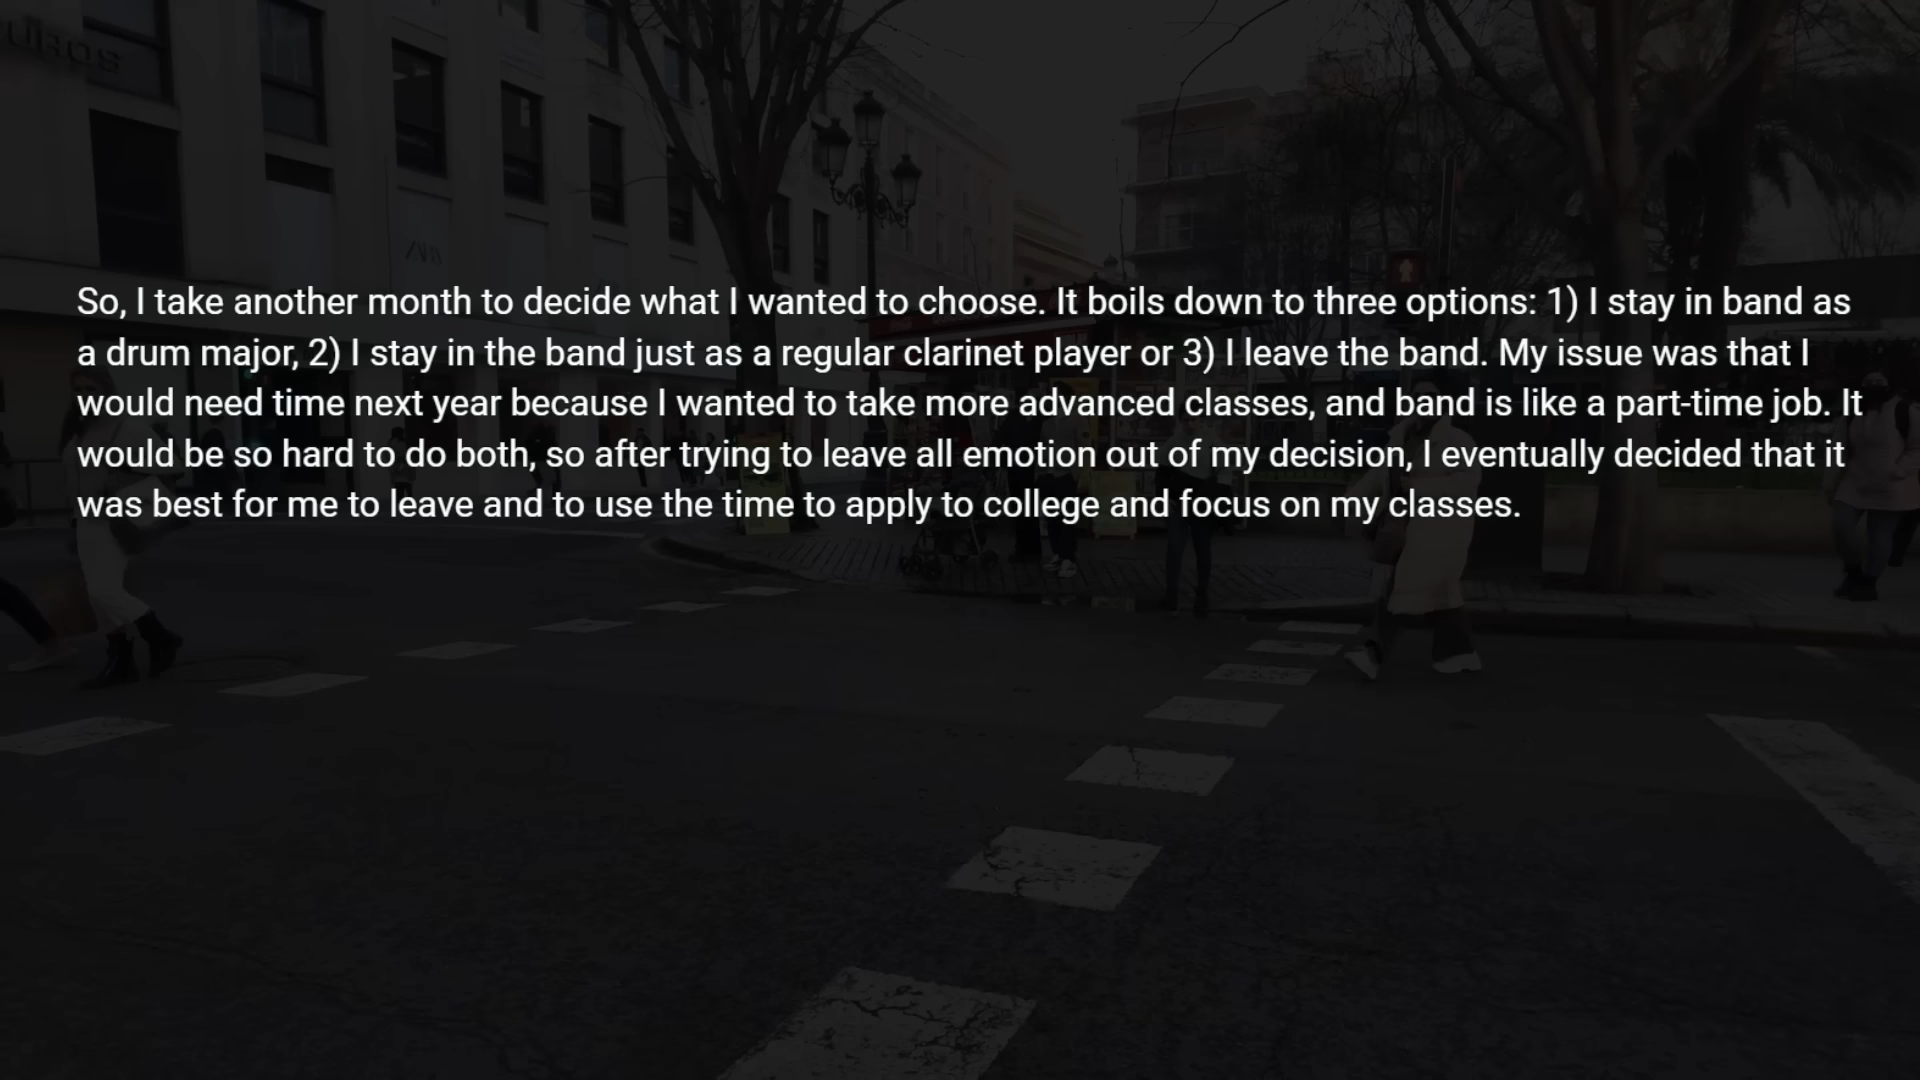 So, I take another month to decide what I wanted to choose. It boils down to three options: 1) I stay in band as
a drum major, 2) I stay in the band just as a regular clarinet player or 3) I leave the band. My issue was that I
would need time next year because I wanted to take more advanced classes, and band is like a part-time job. It
would be so hard to do both, so after trying to leave all emotion out of my decision, I eventually decided that it
was best for me to leave and to use the time to apply to college and focus on my classes.